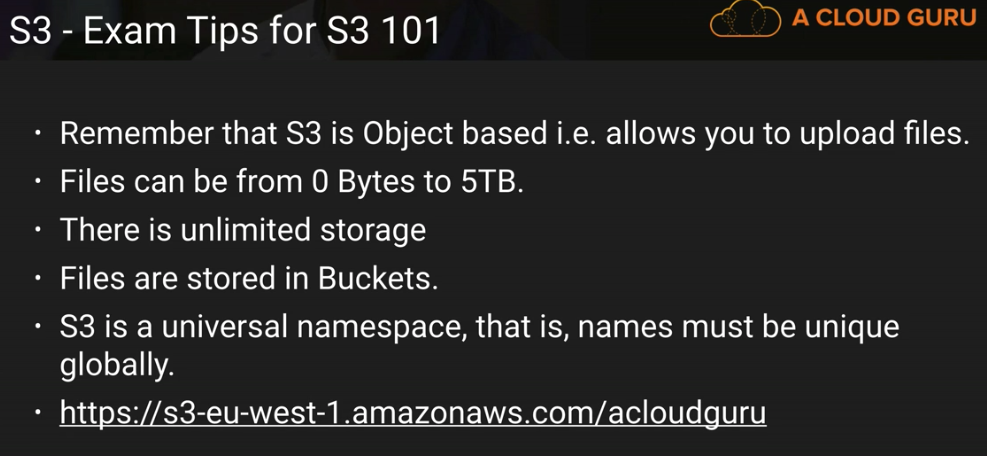 S3 - Exam Tips for S3 101
A CLOUD GURU
• Remember that S3 is Object based i.e. allows you to upload files.
• Files can be from 0 Bytes to 5TB.
• There is unlimited storage
• Files are stored in Buckets.
• S3 is a universal namespace, that is, names must be unique
globally.
• https://s3-eu-west-1.amazonaws.com/acloudguru